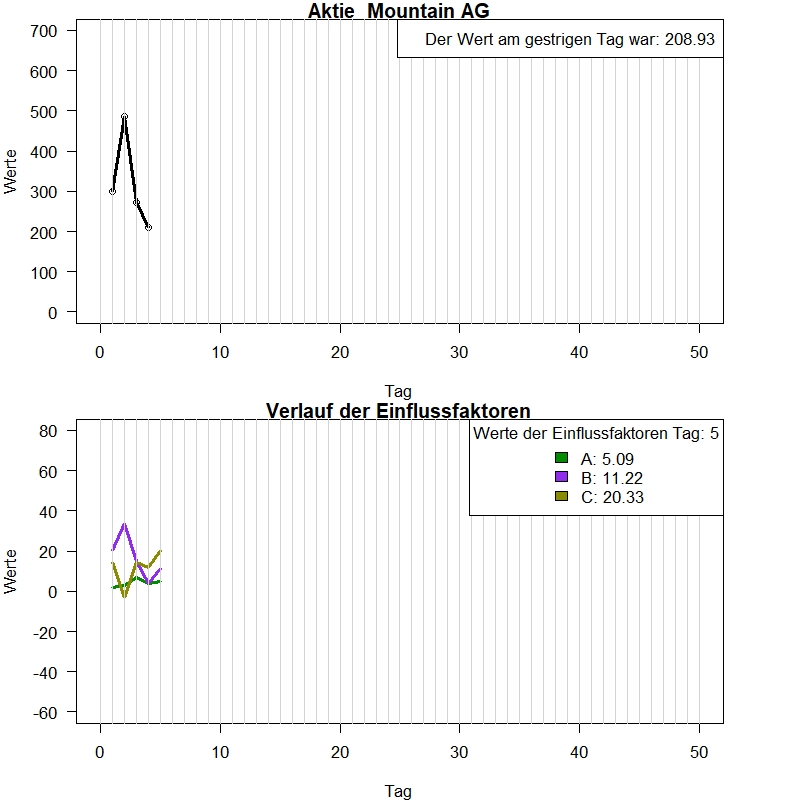 Aktie  Mountain AG
Der Wert am gestrigen Tag war: 208.93
700
600
500
400
300
200
100
0
Werte
0 10 20 30 40 50
Tag
Verlauf der Einflussfaktoren
Werte der Einflussfaktoren Tag: 5
A: 5.09
B: 11.22
C: 20.33
80
60
40
20
0
-20
-40
-60
Werte
0 10 20 30 40 50
Tag